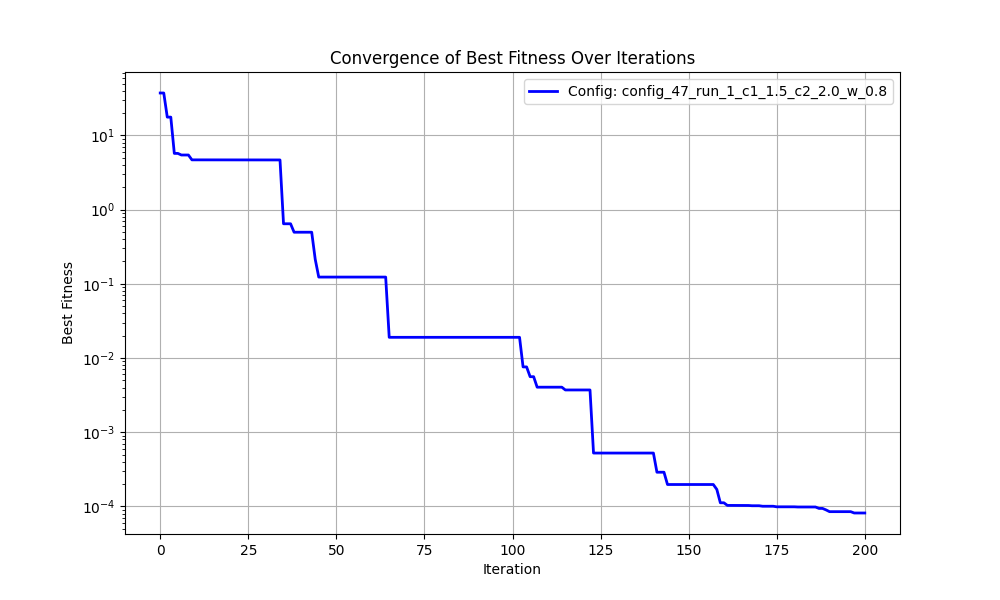 Convergence of Best Fitness Over Iterations
Config: config_47_run_1_c1_1.5_c2_2.0_w_0.8
Best Fitness
10¹
10⁰
10⁻¹
10⁻²
10⁻³
10⁻⁴
0 25 50 75 100 125 150 175 200
Iteration